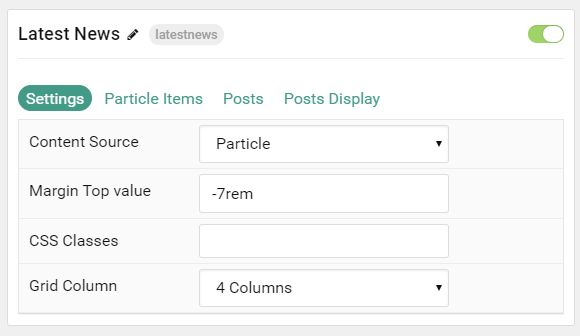 Latest News latestnews
Settings Particle Items Posts Posts Display
Content Source Particle
Margin Top value -7rem
CSS Classes
Grid Column 4 Columns